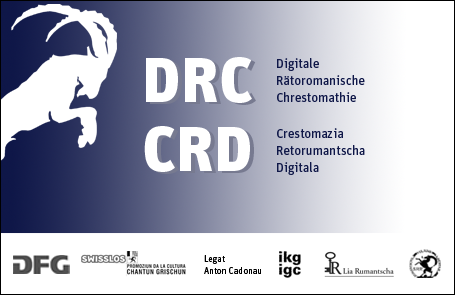 DRC
Digitale
Rätoromanische
Chrestomathie
CRD
Crestomazia
Retorumantscha
Digitala
DFG
SWISSLOS
PROMOZIUN DA LA CULTURA
CHANTUN GRISCHUN
Legat
Anton Cadonau
ikg
igc
Lia Rumantscha